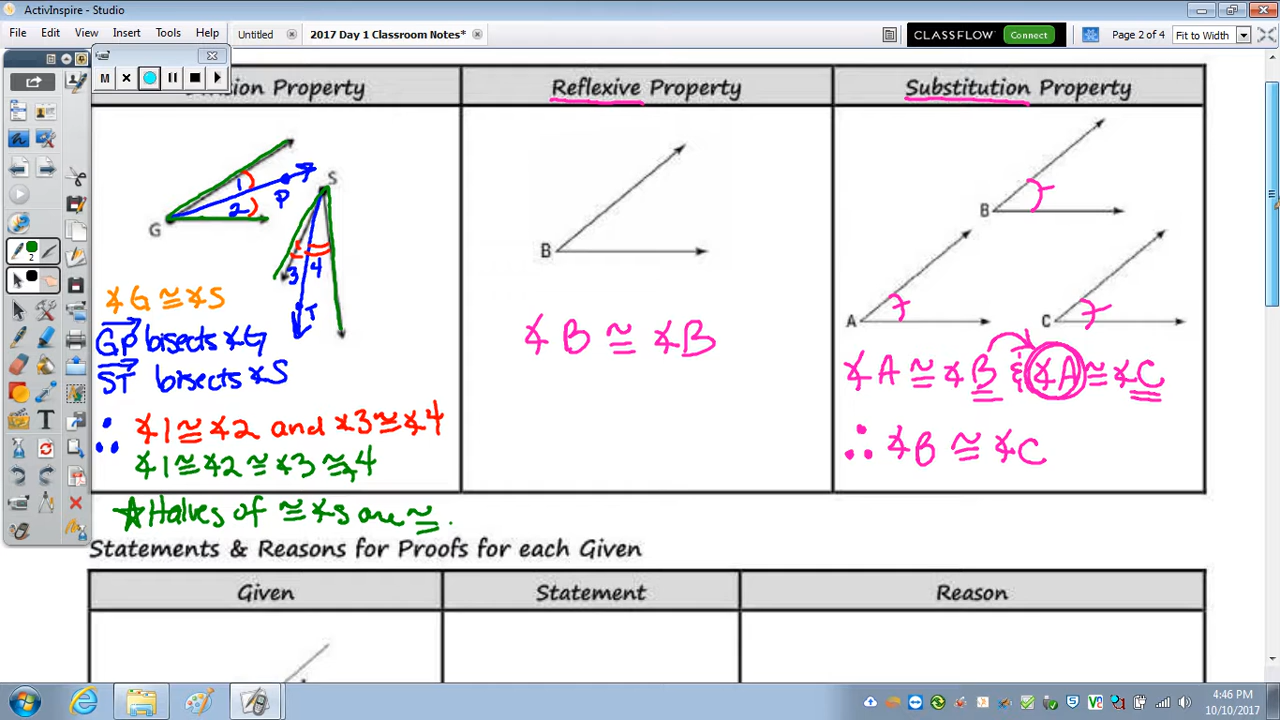 ActivInspire - Studio
File Edit View Insert Tools Help
Untitled
2017 Day 1 Classroom Notes*
CLASSFLOW Connect
Page 2 of 4
Fit to Width
M
sion Property
Reflexive Property
Substitution Property
G
1
2
P
S
3
4
T
B
B
A
C
∡G ≅ ∡S
GP bisects ∡G
ST bisects ∡S
∴ ∡1 ≅ ∡2 and ∡3 ≅ ∡4
∡1 ≅ ∡2 ≅ ∡3 ≅ ∡4
☆Halves of ≅ ∡s are ≅.
∡B ≅ ∡B
∡A ≅ ∡B & ∡A ≅ ∡C
∴ ∡B ≅ ∡C
Statements & Reasons for Proofs for each Given
Given
Statement
Reason
2
4:46 PM
10/10/2017